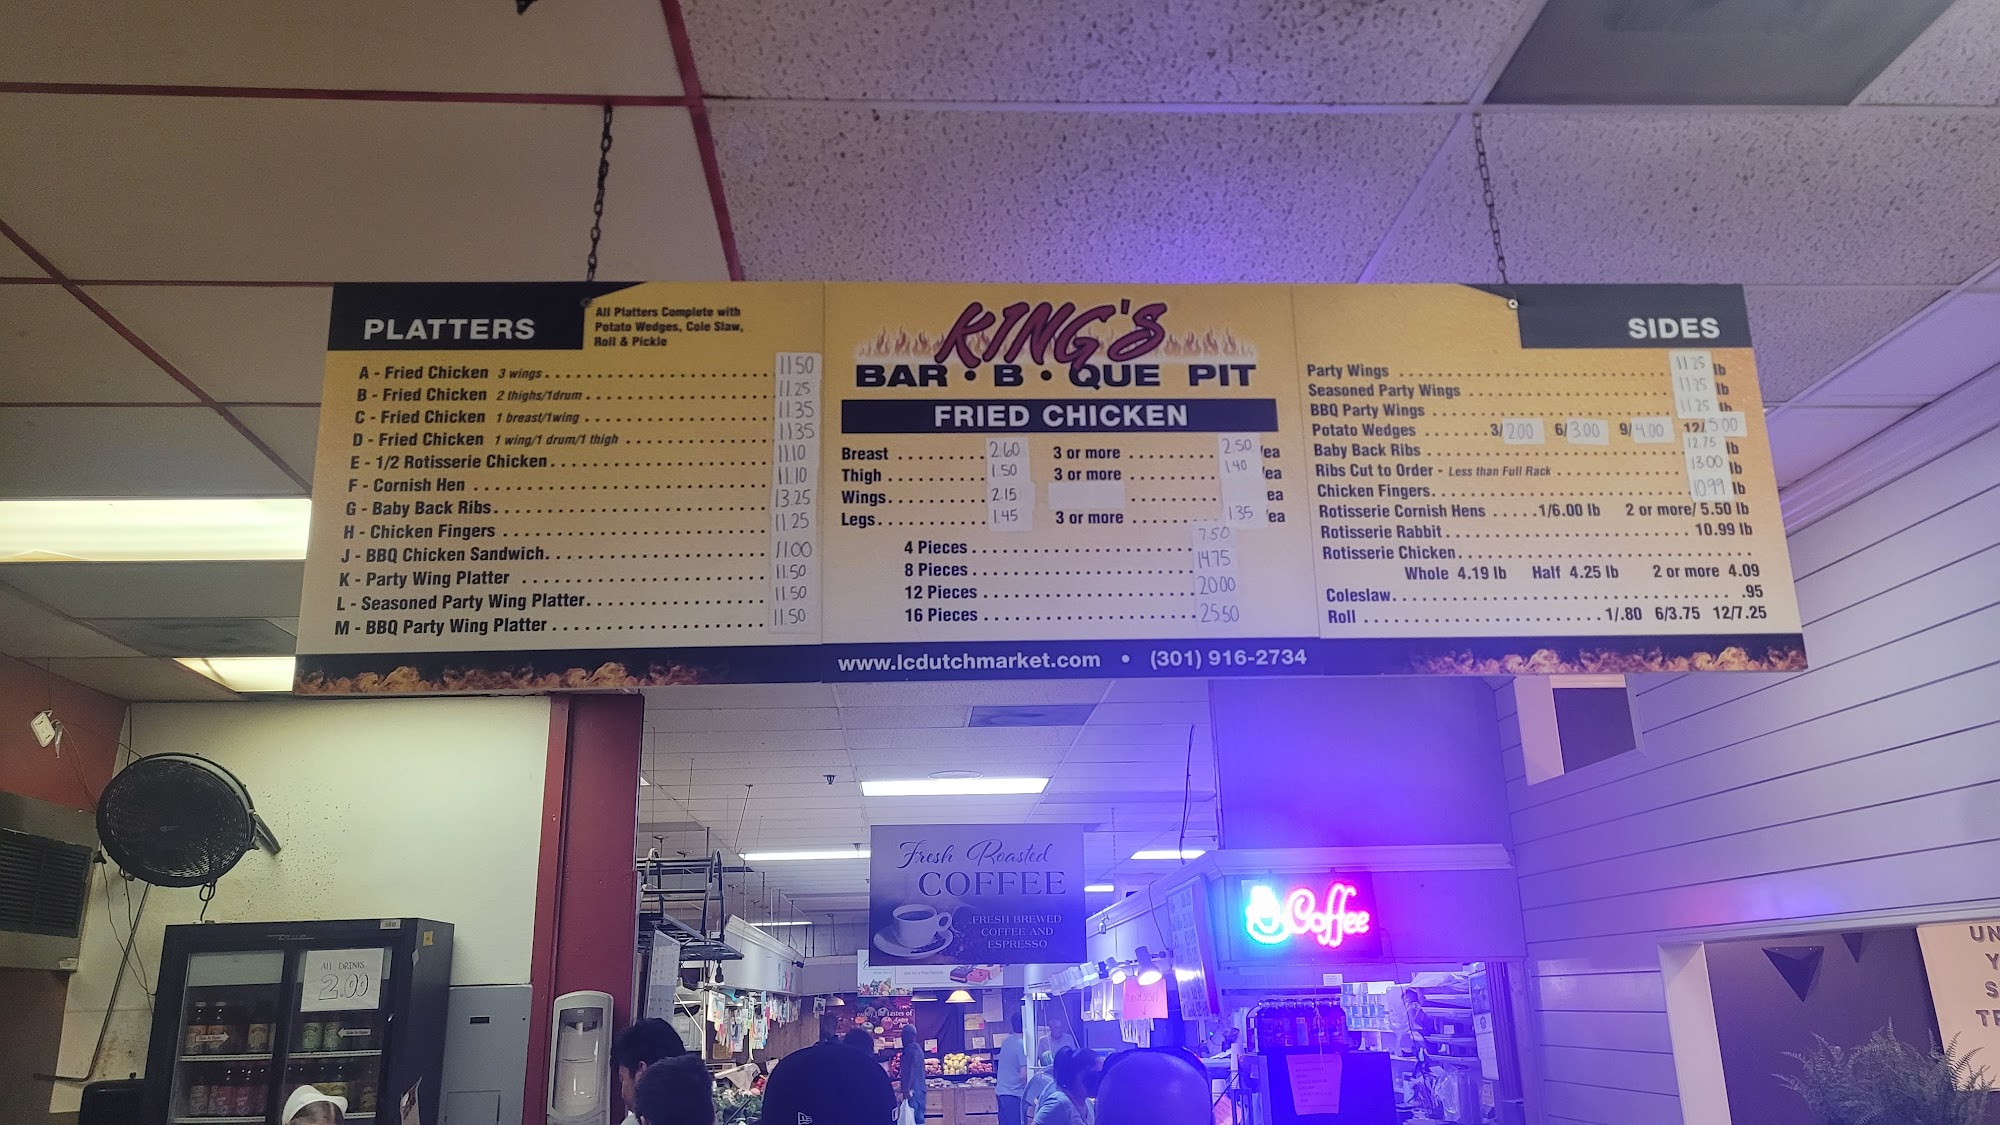 PLATTERS
All Platters Complete with
Potato Wedges, Cole Slaw,
Roll & Pickle
A - Fried Chicken 3 wings 11.50
B - Fried Chicken 2 thighs/1drum 11.25
C - Fried Chicken 1 breast/1wing 11.35
D - Fried Chicken 1 wing/1 drum/1 thigh 11.35
E - 1/2 Rotisserie Chicken 11.10
F - Cornish Hen 11.10
G - Baby Back Ribs 13.25
H - Chicken Fingers 11.25
J - BBQ Chicken Sandwich 11.00
K - Party Wing Platter 11.50
L - Seasoned Party Wing Platter 11.50
M - BBQ Party Wing Platter 11.50
KING'S
BAR • B • QUE PIT
FRIED CHICKEN
Breast 2.60 3 or more 2.50 /ea
Thigh 1.50 3 or more 1.40 /ea
Wings 2.15 ea
Legs 1.45 3 or more 1.35 /ea
4 Pieces 7.50
8 Pieces 14.75
12 Pieces 20.00
16 Pieces 25.50
www.lcdutchmarket.com • (301) 916-2734
SIDES
Party Wings 11.25 lb
Seasoned Party Wings 11.25 lb
BBQ Party Wings 11.25 lb
Potato Wedges 3/2.00 6/3.00 9/4.00 12/5.00
Baby Back Ribs 12.75 lb
Ribs Cut to Order - Less than Full Rack 13.00 lb
Chicken Fingers 10.99 lb
Rotisserie Cornish Hens 1/6.00 lb 2 or more/ 5.50 lb
Rotisserie Rabbit 10.99 lb
Rotisserie Chicken
Whole 4.19 lb Half 4.25 lb 2 or more 4.09
Coleslaw .95
Roll 1/.80 6/3.75 12/7.25
Fresh Roasted
COFFEE
FRESH BREWED
COFFEE AND
ESPRESSO
Coffee
true
All DRINKS
2.00
UN
Y
S
TR